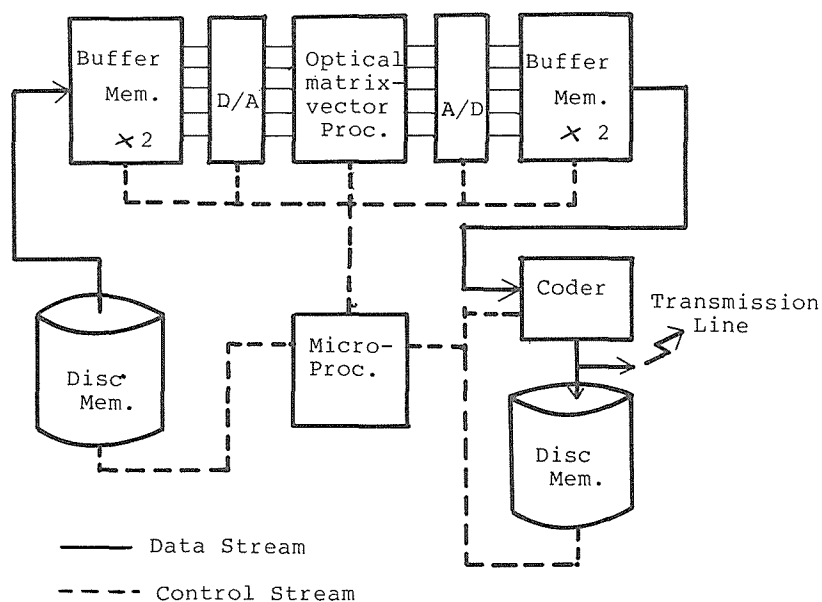 Buffer
Mem.
× 2
D/A
Optical
matrix-
vector
Proc.
A/D
Buffer
Mem.
× 2
Coder
Transmission
Line
Micro-
Proc.
Disc
Mem.
Disc
Mem.
Data Stream
Control Stream